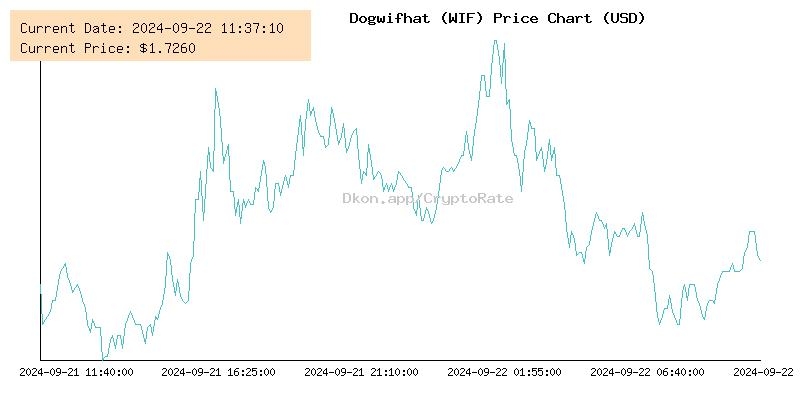 Dogwifhat (WIF) Price Chart (USD)
Current Date: 2024-09-22 11:37:10
Current Price: $1.7260
Dkon.app/CryptoRate
2024-09-21 11:40:00 2024-09-21 16:25:00 2024-09-21 21:10:00 2024-09-22 01:55:00 2024-09-22 06:40:00 2024-09-22